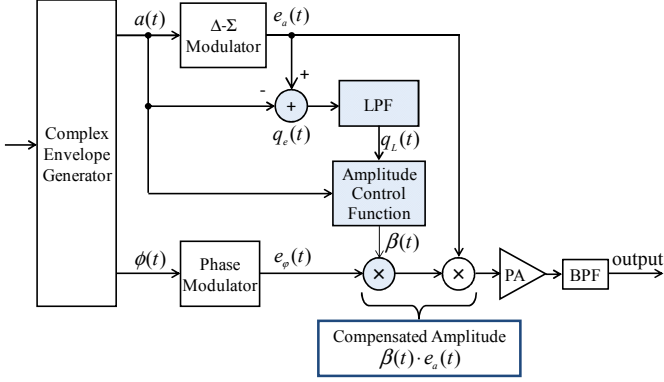 a(t)
Δ-Σ
Modulator
e_a(t)
+
-
+
q_e(t)
LPF
q_L(t)
Complex
Envelope
Generator
Amplitude
Control
Function
β(t)
ϕ(t)
Phase
Modulator
e_φ(t)
×
×
PA
BPF
output
Compensated Amplitude
β(t)·e_a(t)